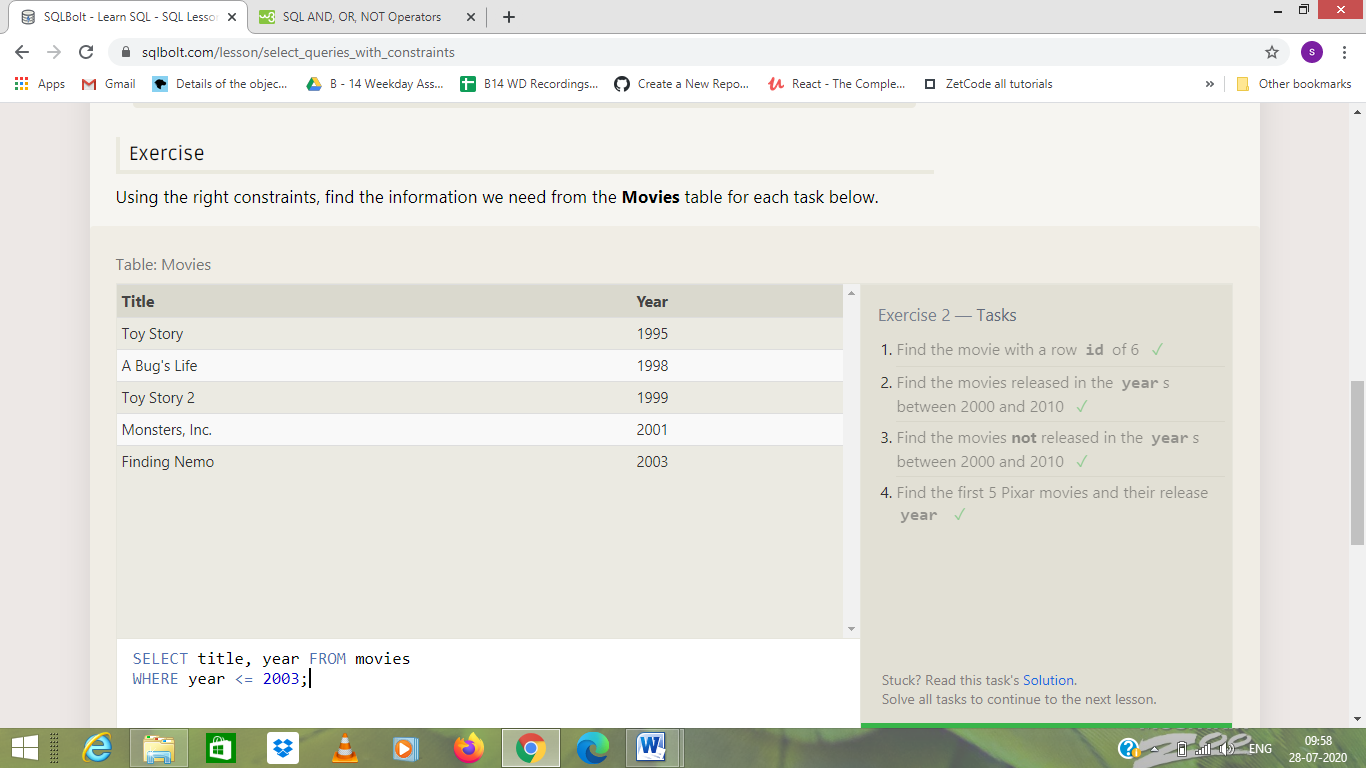 SQLBolt - Learn SQL - SQL Lesson
SQL AND, OR, NOT Operators
sqlbolt.com/lesson/select_queries_with_constraints
s
Apps
Gmail
Details of the objec...
B - 14 Weekday Ass...
B14 WD Recordings...
Create a New Repo...
React - The Comple...
ZetCode all tutorials
»
Other bookmarks
Exercise
Using the right constraints, find the information we need from the Movies table for each task below.
Table: Movies
Title Year
Toy Story 1995
A Bug's Life 1998
Toy Story 2 1999
Monsters, Inc. 2001
Finding Nemo 2003
Exercise 2 — Tasks
1. Find the movie with a row id of 6 ✓
2. Find the movies released in the year s
between 2000 and 2010 ✓
3. Find the movies not released in the year s
between 2000 and 2010 ✓
4. Find the first 5 Pixar movies and their release
year ✓
SELECT title, year FROM movies
WHERE year <= 2003;
Stuck? Read this task's Solution.
Solve all tasks to continue to the next lesson.
ENG
09:58
28-07-2020